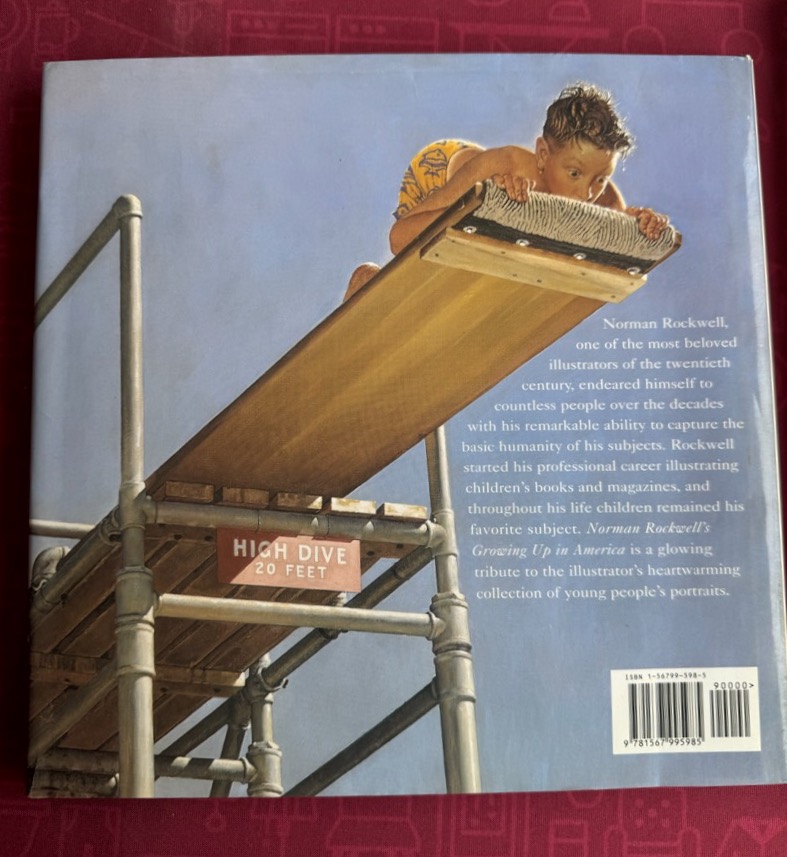 Norman Rockwell,
one of the most beloved
illustrators of the twentieth
century, endeared himself to
countless people over the decades
with his remarkable ability to capture the
basic humanity of his subjects. Rockwell
started his professional career illustrating
children's books and magazines, and
throughout his life children remained his
favorite subject. Norman Rockwell's
Growing Up in America is a glowing
tribute to the illustrator's heartwarming
collection of young people's portraits.
HIGH DIVE
20 FEET
ISBN 1-56799-598-5
90000>
9 781567 995985